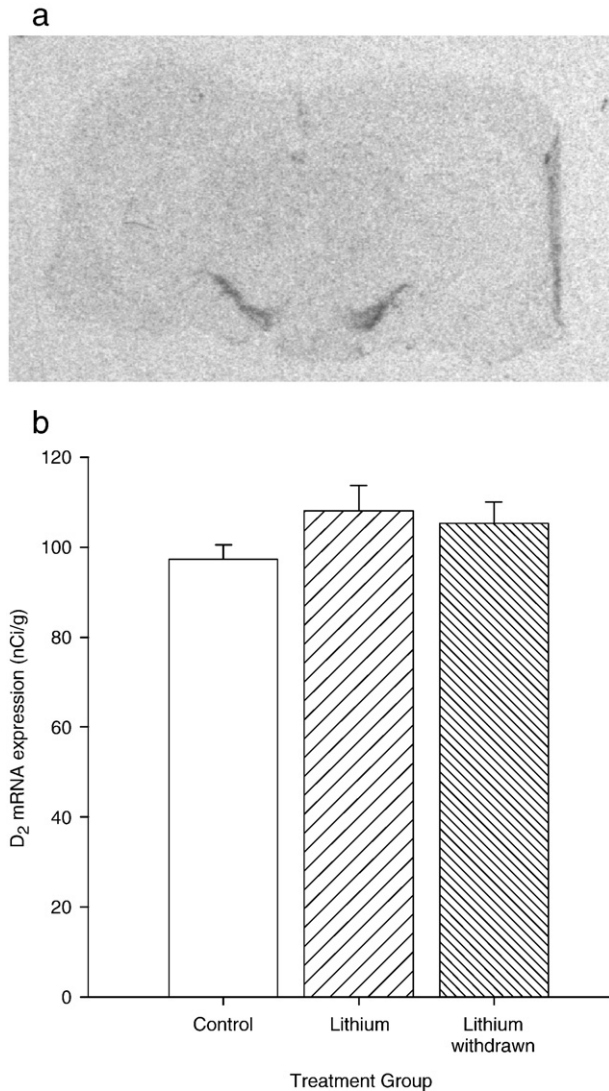 a
b
120
100
80
60
40
20
0
D₂ mRNA expression (nCi/g)
Control
Lithium
Lithium
withdrawn
Treatment Group